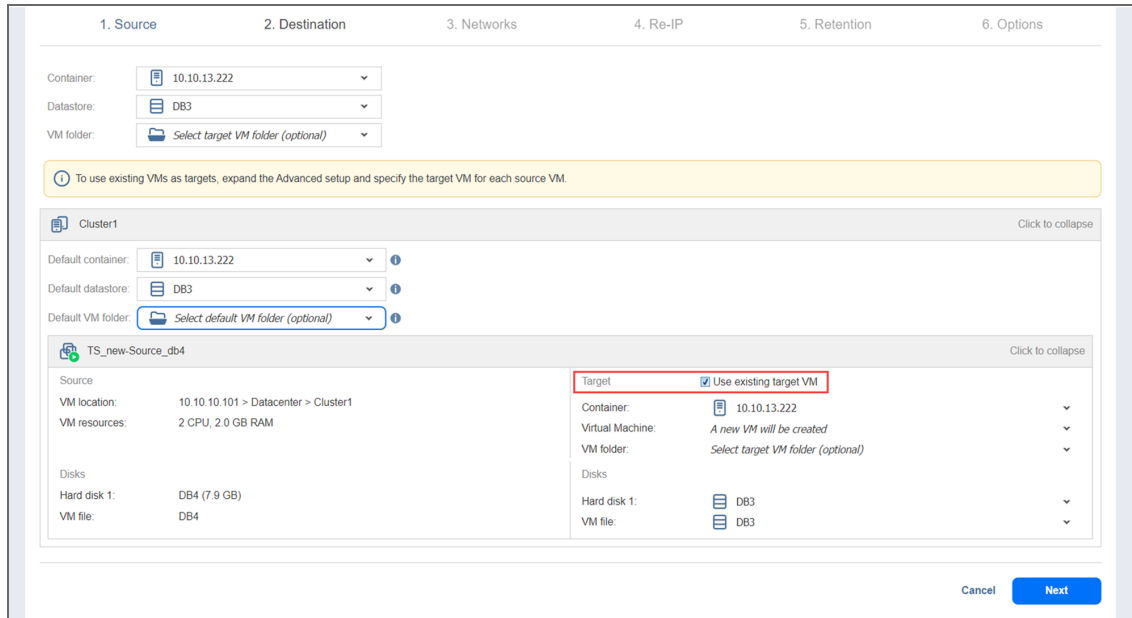 1. Source 2. Destination 3. Networks 4. Re-IP 5. Retention 6. Options
Container: 10.10.13.222
Datastore: DB3
VM folder: Select target VM folder (optional)
To use existing VMs as targets, expand the Advanced setup and specify the target VM for each source VM.
Cluster1 Click to collapse
Default container: 10.10.13.222
Default datastore: DB3
Default VM folder: Select default VM folder (optional)
TS_new-Source_db4 Click to collapse
Source
VM location: 10.10.10.101 > Datacenter > Cluster1
VM resources: 2 CPU, 2.0 GB RAM
Disks
Hard disk 1: DB4 (7.9 GB)
VM file: DB4
Target Use existing target VM
Container: 10.10.13.222
Virtual Machine: A new VM will be created
VM folder: Select target VM folder (optional)
Disks
Hard disk 1: DB3
VM file: DB3
Cancel Next